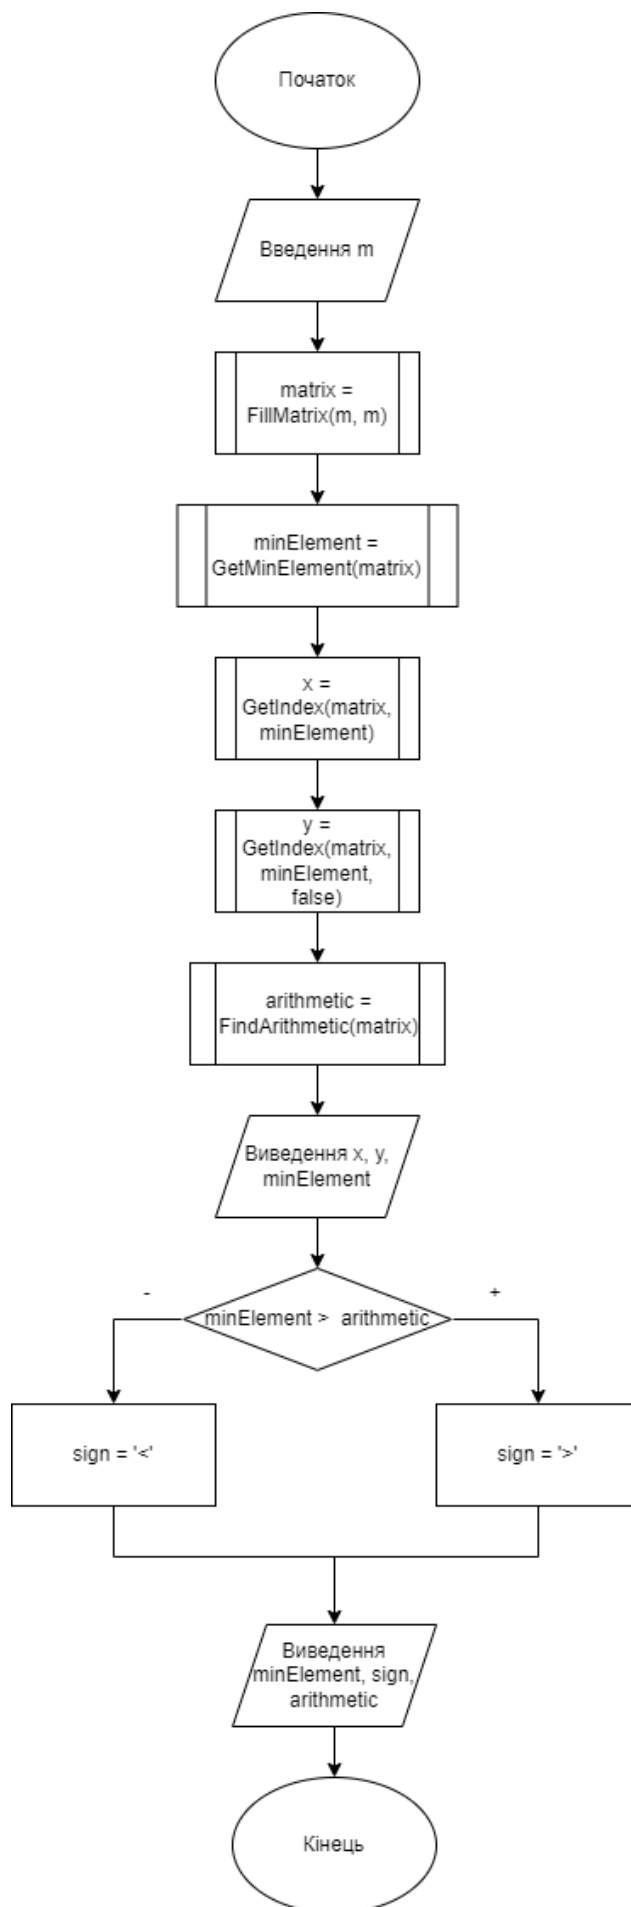 Початок
Введення m
matrix =
FillMatrix(m, m)
minElement =
GetMinElement(matrix)
x =
GetIndex(matrix,
minElement)
y =
GetIndex(matrix,
minElement,
false)
arithmetic =
FindArithmetic(matrix)
Виведення x, y,
minElement
-
+
minElement > arithmetic
sign = '<'
sign = '>'
Виведення
minElement, sign,
arithmetic
Кінець